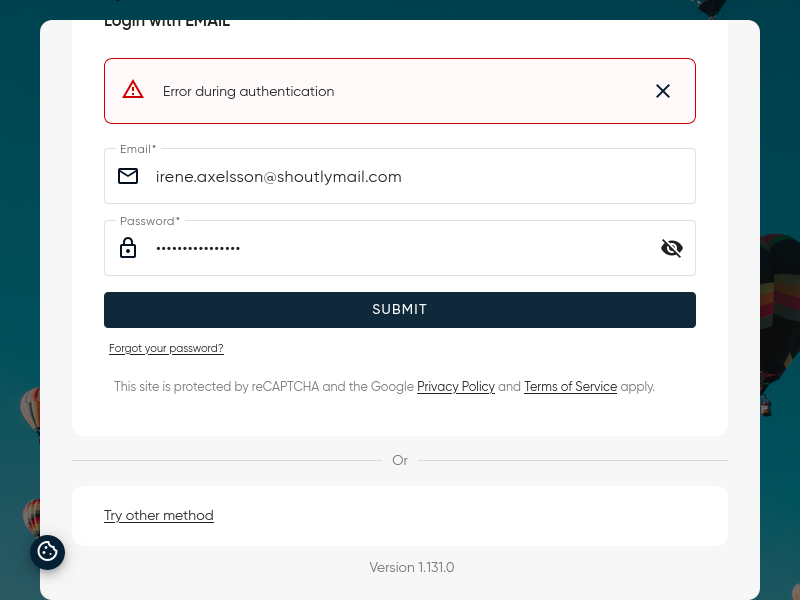 Login with EMAIL
Error during authentication
Email*
irene.axelsson@shoutlymail.com
Password*
••••••••••••••••
SUBMIT
Forgot your password?
This site is protected by reCAPTCHA and the Google Privacy Policy and Terms of Service apply.
Or
Try other method
Version 1.131.0